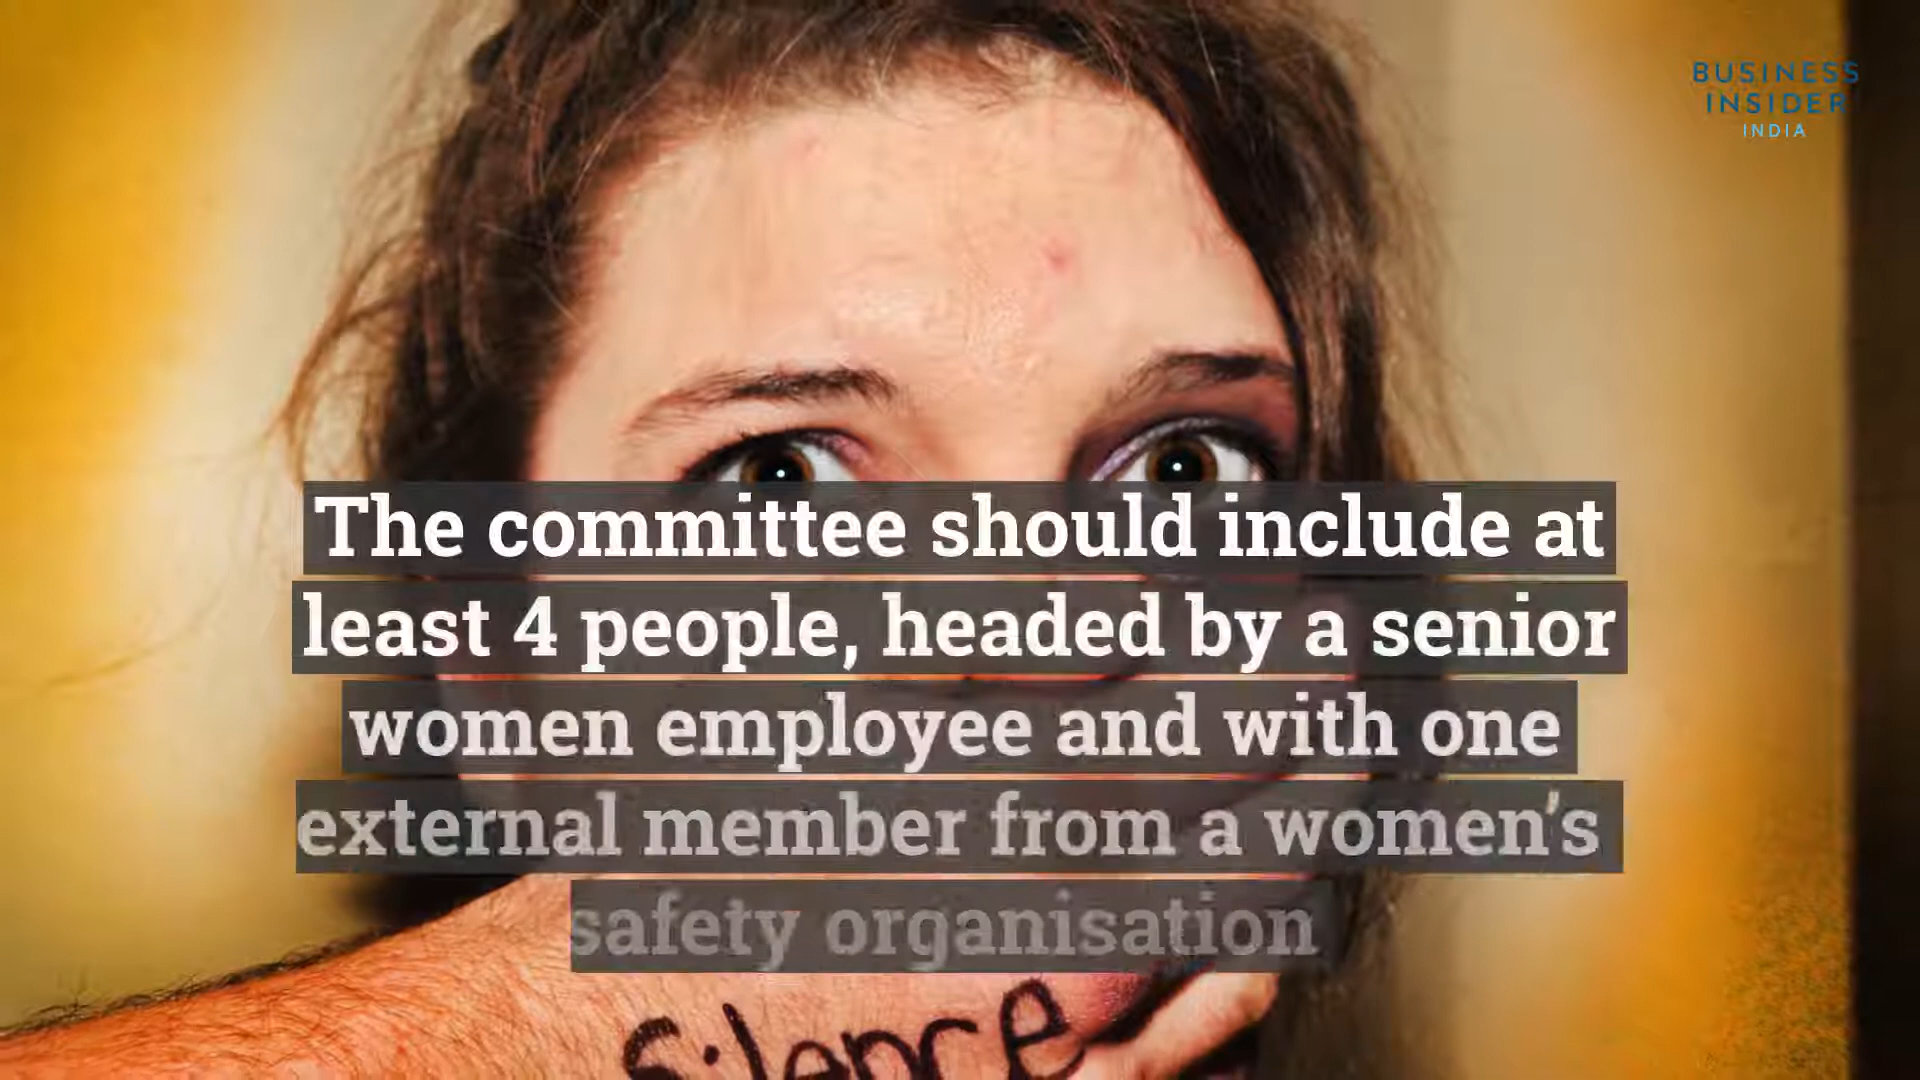 BUSINESS
INSIDER
INDIA
The committee should include at
least 4 people, headed by a senior
women employee and with one
external member from a women's
safety organisation
Silence